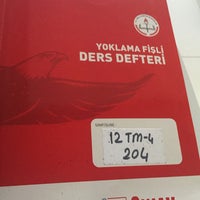 YOKLAMA FİŞLİ
DERS DEFTERİ
12 TM-4
204